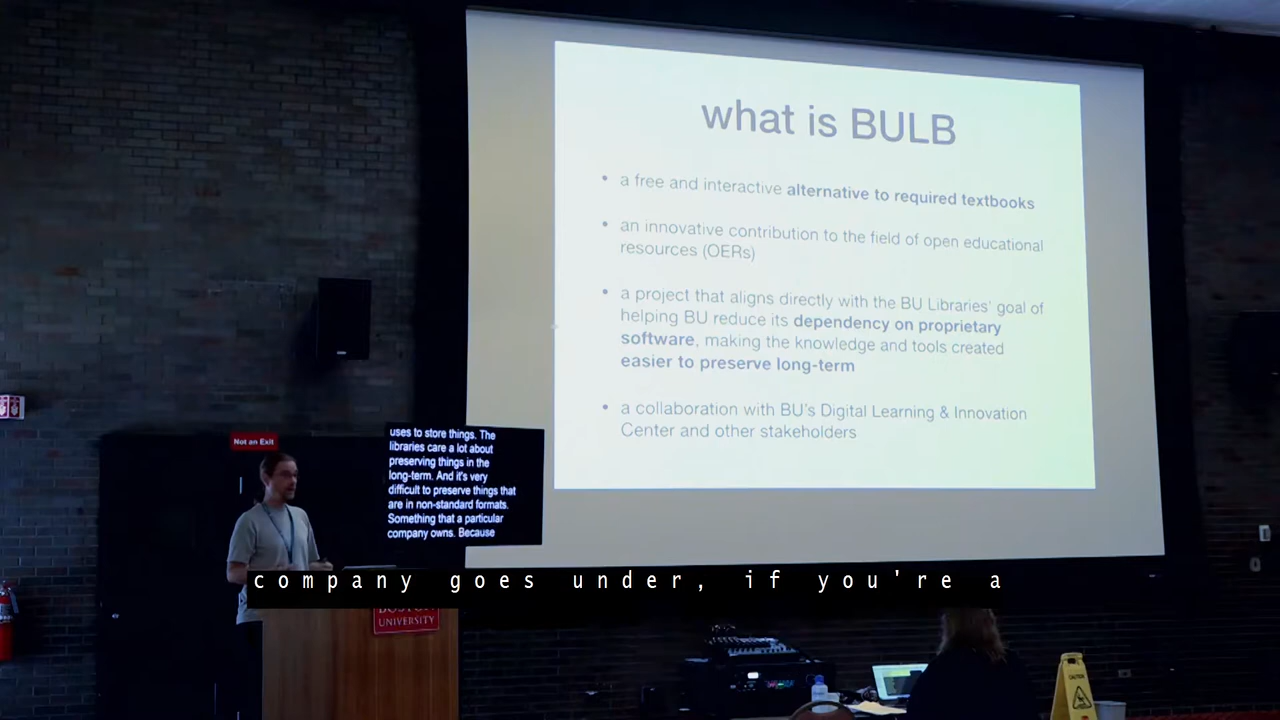 what is BULB
• a free and interactive alternative to required textbooks
• an innovative contribution to the field of open educational
resources (OERs)
• a project that aligns directly with the BU Libraries' goal of
helping BU reduce its dependency on proprietary
software, making the knowledge and tools created
easier to preserve long-term
• a collaboration with BU's Digital Learning & Innovation
Center and other stakeholders
Not an Exit
uses to store things. The
libraries care a lot about
preserving things in the
long-term. And it's very
difficult to preserve things that
are in non-standard formats.
Something that a particular
company owns. Because
company goes under, if you're a
BOSTON
UNIVERSITY
CAUTION